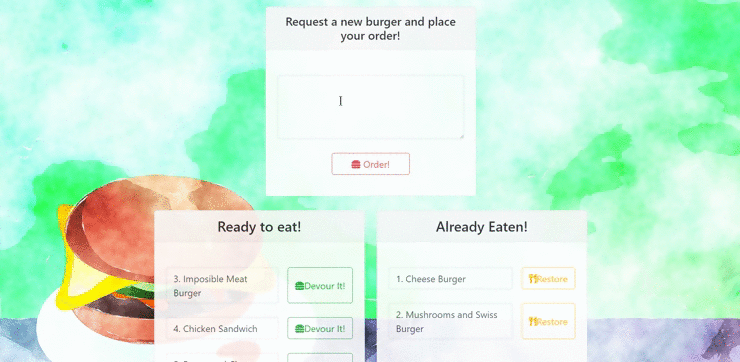 Request a new burger and place
your order!
Order!
Ready to eat!
3. Imposible Meat
Burger
Devour It!
4. Chicken Sandwich
Devour It!
Already Eaten!
1. Cheese Burger
Restore
2. Mushrooms and Swiss
Burger
Restore